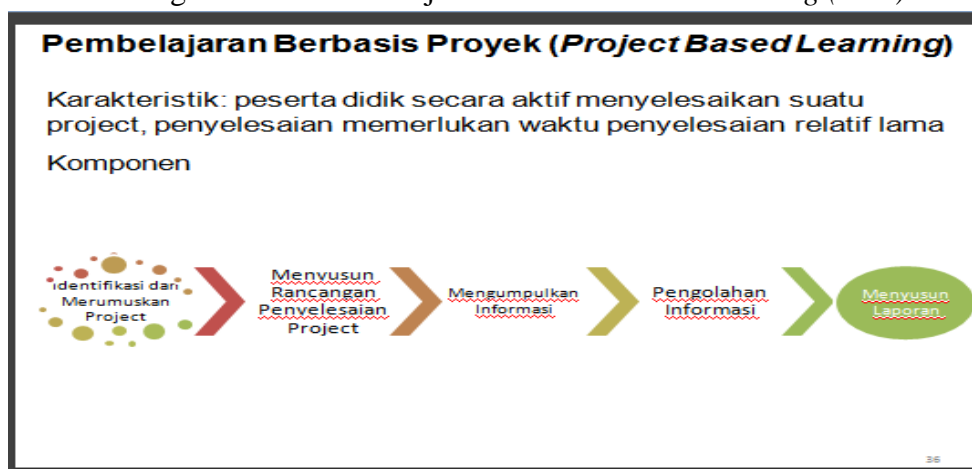 Pembelajaran Berbasis Proyek (Project Based Learning)
Karakteristik: peserta didik secara aktif menyelesaikan suatu
project, penyelesaian memerlukan waktu penyelesaian relatif lama
Komponen
Identifikasi dan
Merumuskan
Project
Menyusun
Rancangan
Penyelesaian
Project
Mengumpulkan
Informasi
Pengolahan
Informasi
Menyusun
Laporan
36